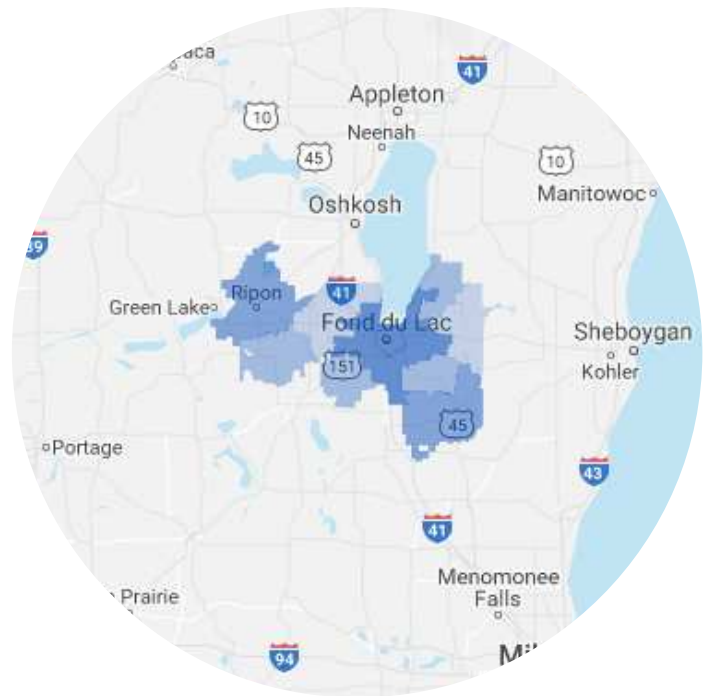 41
Appleton
10
Neenah
45
10
Manitowoc
Oshkosh
Ripon
41
Green Lake
Fond du Lac
Sheboygan
151
Kohler
45
Portage
43
41
Menomonee
Falls
Prairie
94